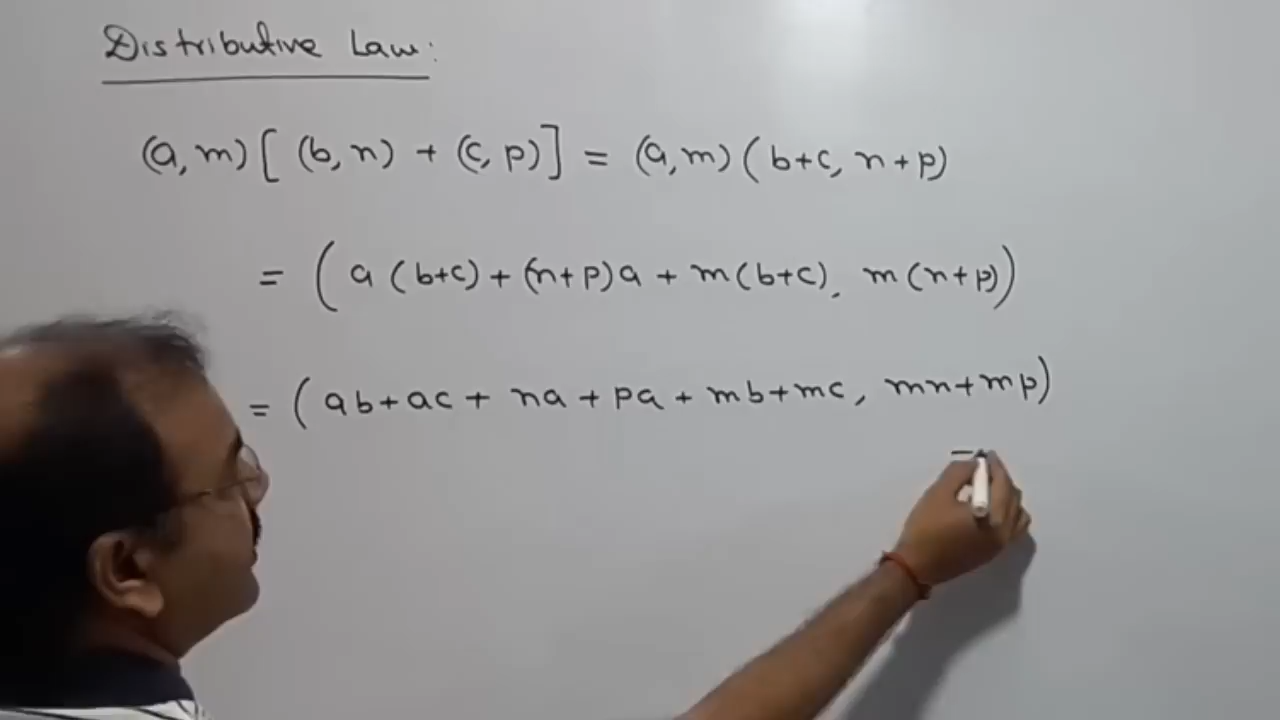 Distributive Law:
(a, m) [ (b, n) + (c, p) ] = (a, m) ( b+c, n+p)
= ( a (b+c) + (n+p)a + m(b+c), m(n+p) )
= ( ab+ac + na + pa + mb+mc, mn+mp )